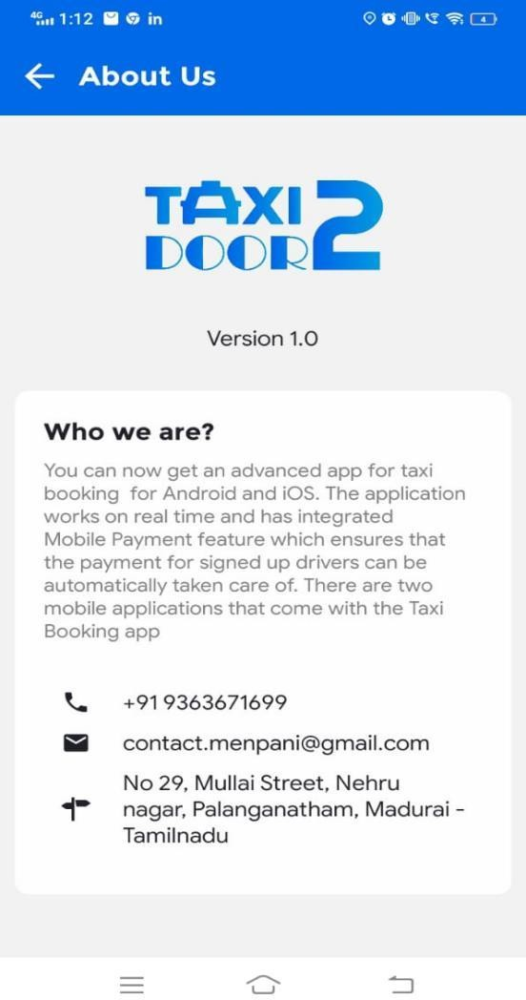 4G 1:12 in 4
About Us
TAXI 2
DOOR
Version 1.0
Who we are?
You can now get an advanced app for taxi
booking for Android and iOS. The application
works on real time and has integrated
Mobile Payment feature which ensures that
the payment for signed up drivers can be
automatically taken care of. There are two
mobile applications that come with the Taxi
Booking app
+91 9363671699
contact.menpani@gmail.com
No 29, Mullai Street, Nehru
nagar, Palanganatham, Madurai -
Tamilnadu